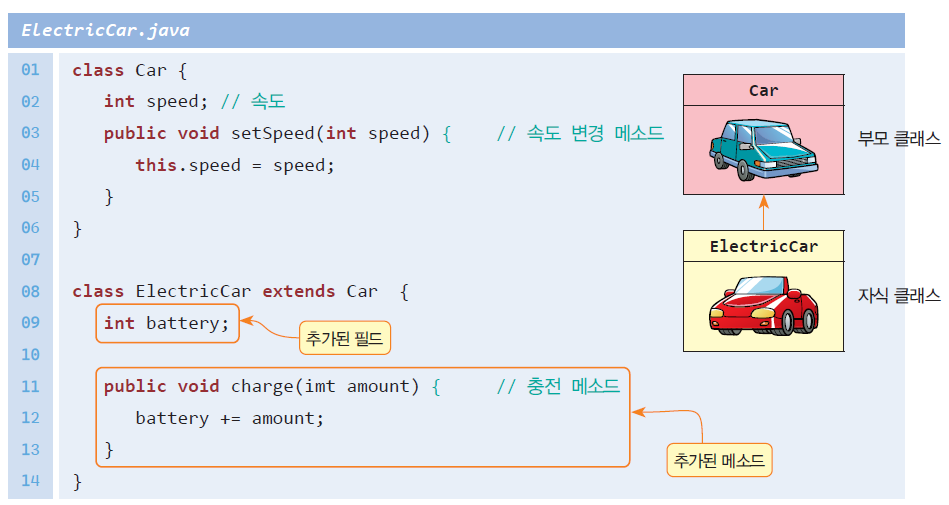 ElectricCar.java
01 class Car {
02 int speed; // 속도
03 public void setSpeed(int speed) { // 속도 변경 메소드
04 this.speed = speed;
05 }
06 }
07
08 class ElectricCar extends Car {
09 int battery;
추가된 필드
10
11 public void charge(imt amount) { // 충전 메소드
12 battery += amount;
13 }
추가된 메소드
14 }
Car
부모 클래스
ElectricCar
자식 클래스